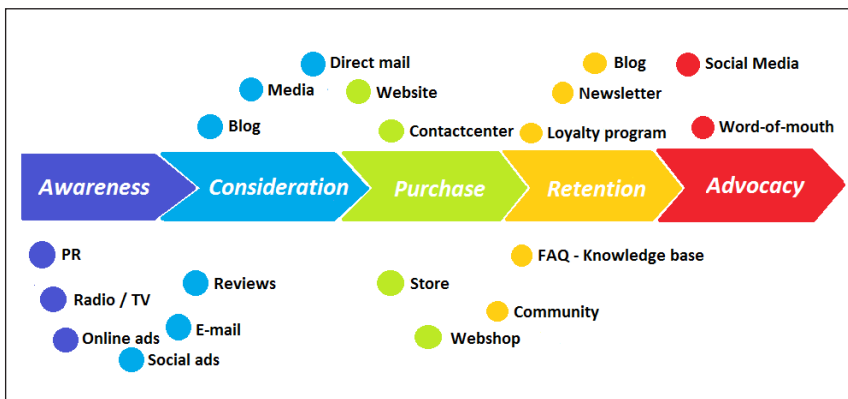 Direct mail
Blog
Social Media
Media
Website
Newsletter
Blog
Contactcenter
Loyalty program
Word-of-mouth
Awareness
Consideration
Purchase
Retention
Advocacy
PR
FAQ - Knowledge base
Reviews
Store
Radio / TV
Community
E-mail
Online ads
Webshop
Social ads